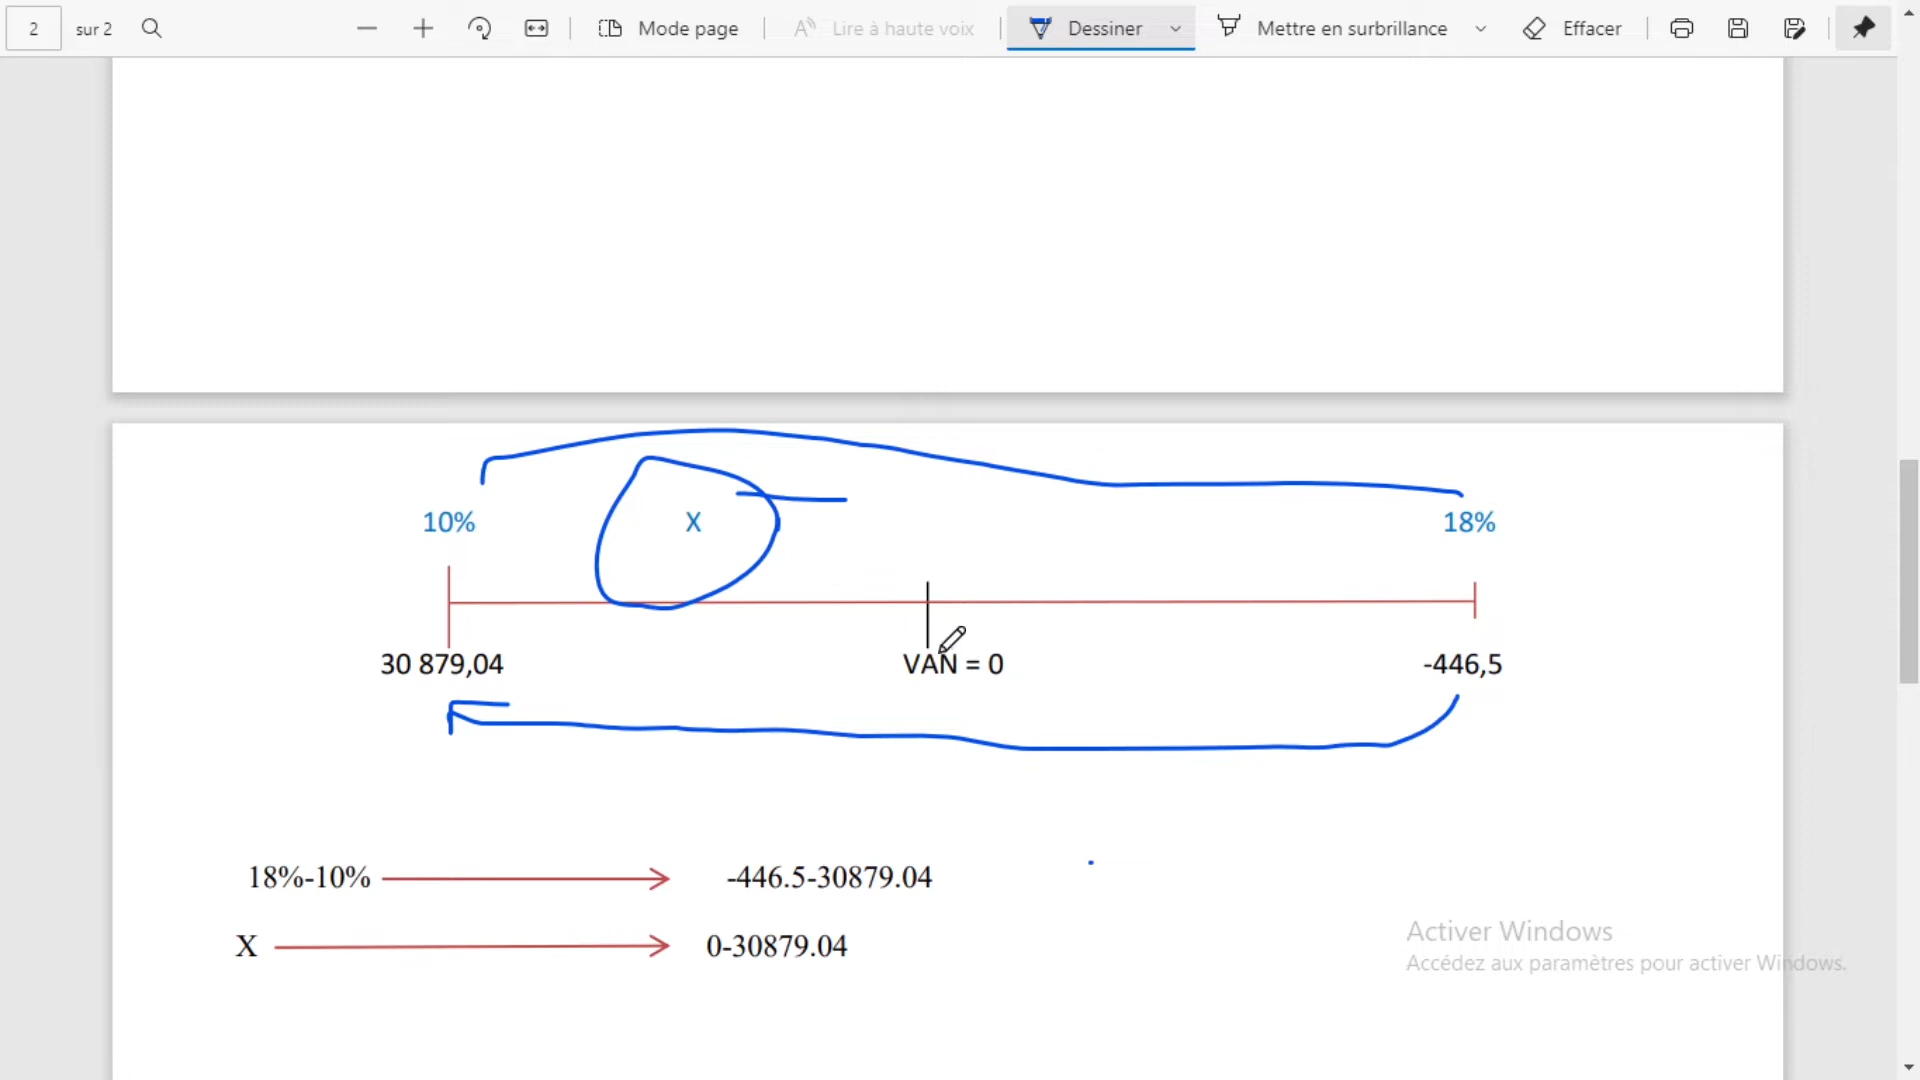 2 sur 2 Mode page Lire à haute voix Dessiner Mettre en surbrillance Effacer
10% X 18%
30 879,04 VAN = 0 -446,5
18%-10% -446.5-30879.04
X 0-30879.04
Activer Windows
Accédez aux paramètres pour activer Windows.